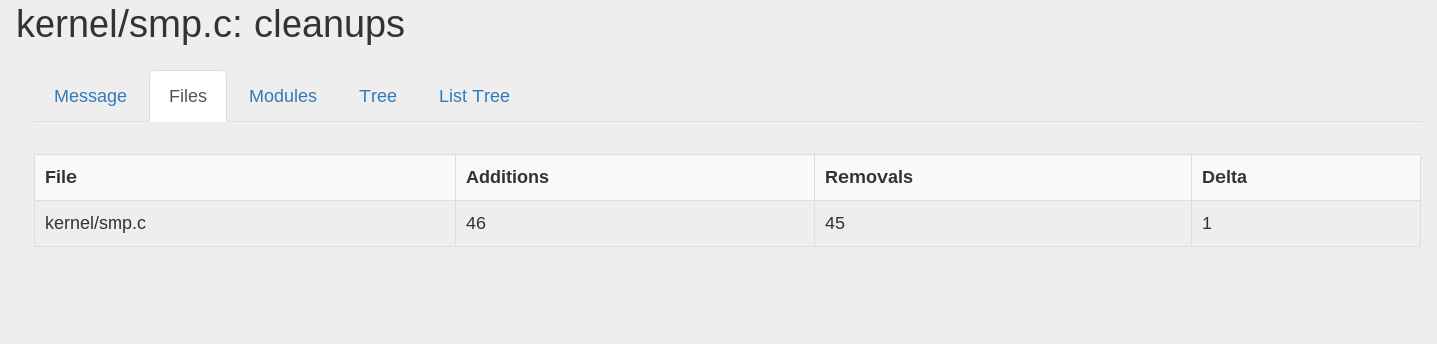 kernel/smp.c: cleanups
Message Files Modules Tree List Tree
File Additions Removals Delta
kernel/smp.c 46 45 1